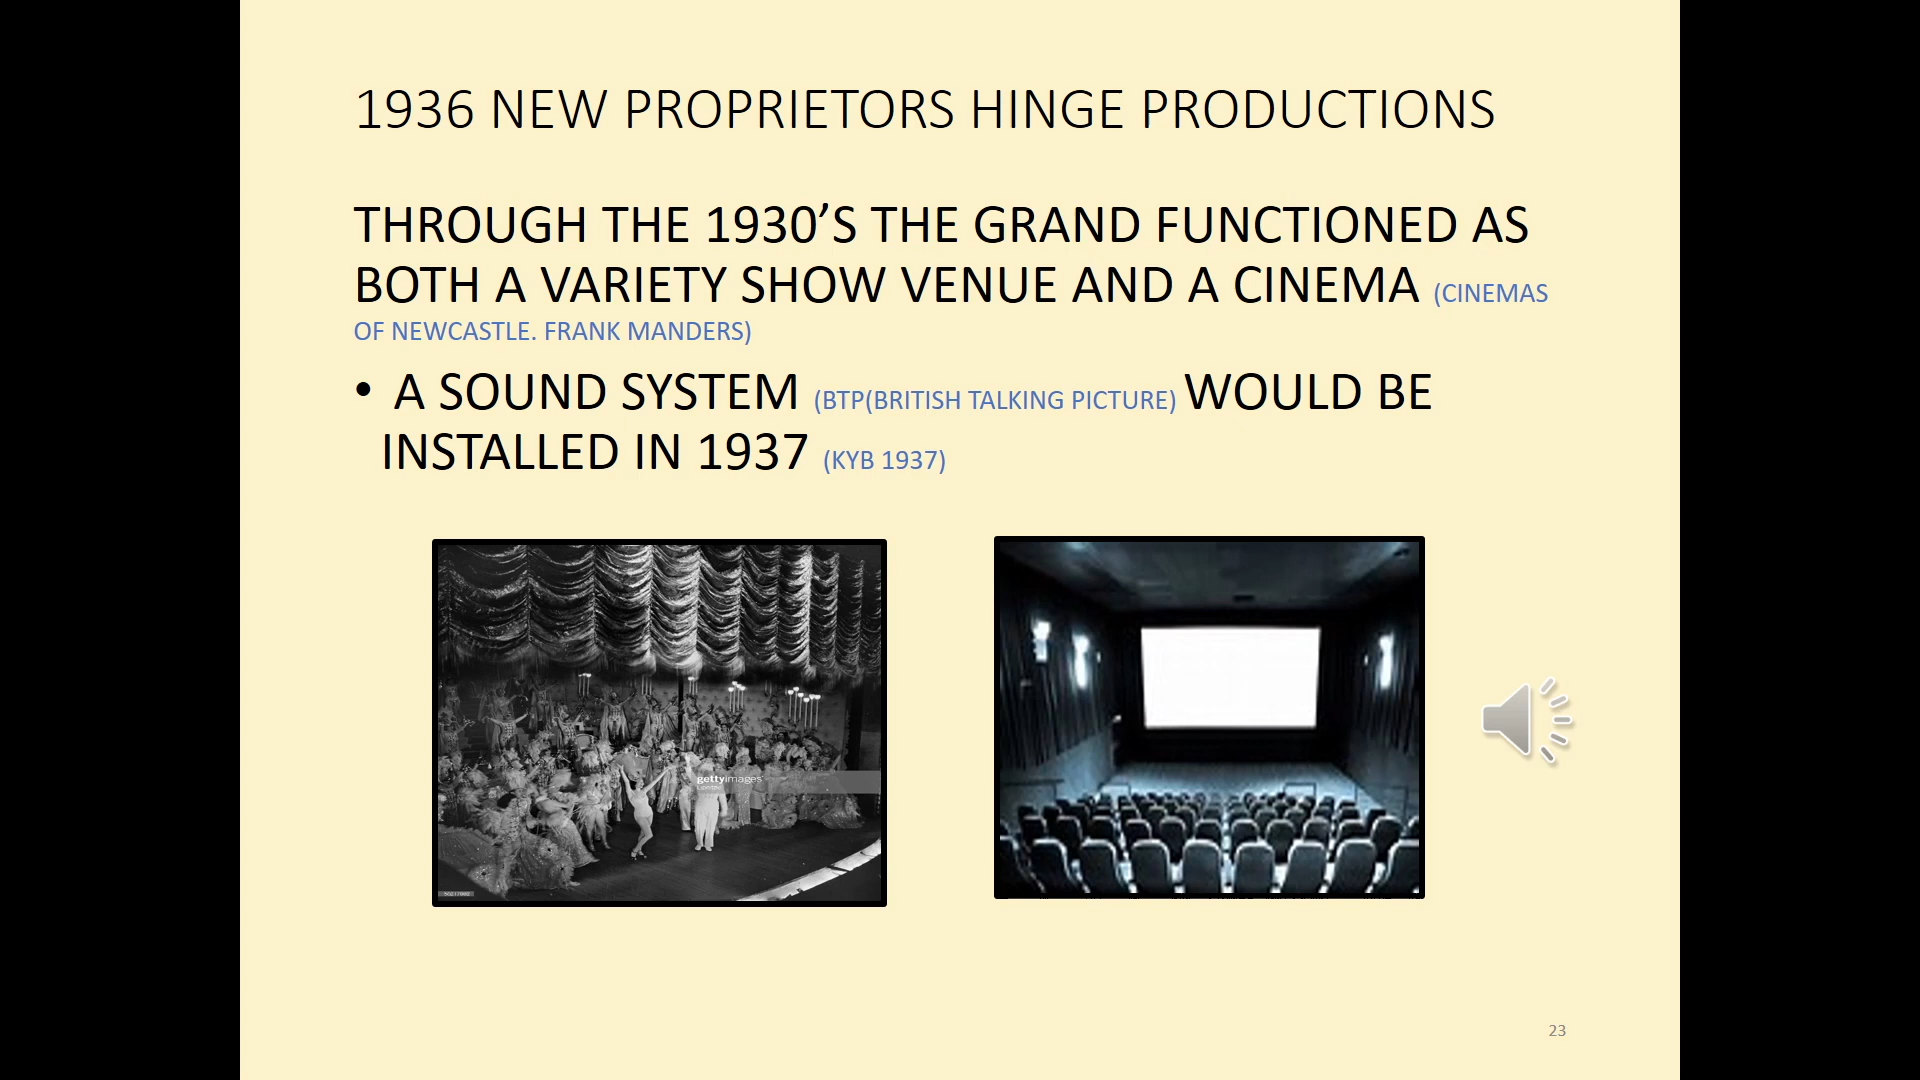 1936 NEW PROPRIETORS HINGE PRODUCTIONS
THROUGH THE 1930’S THE GRAND FUNCTIONED AS
BOTH A VARIETY SHOW VENUE AND A CINEMA (CINEMAS
OF NEWCASTLE. FRANK MANDERS)
• A SOUND SYSTEM (BTP(BRITISH TALKING PICTURE) WOULD BE
INSTALLED IN 1937 (KYB 1937)
gettyimages
23